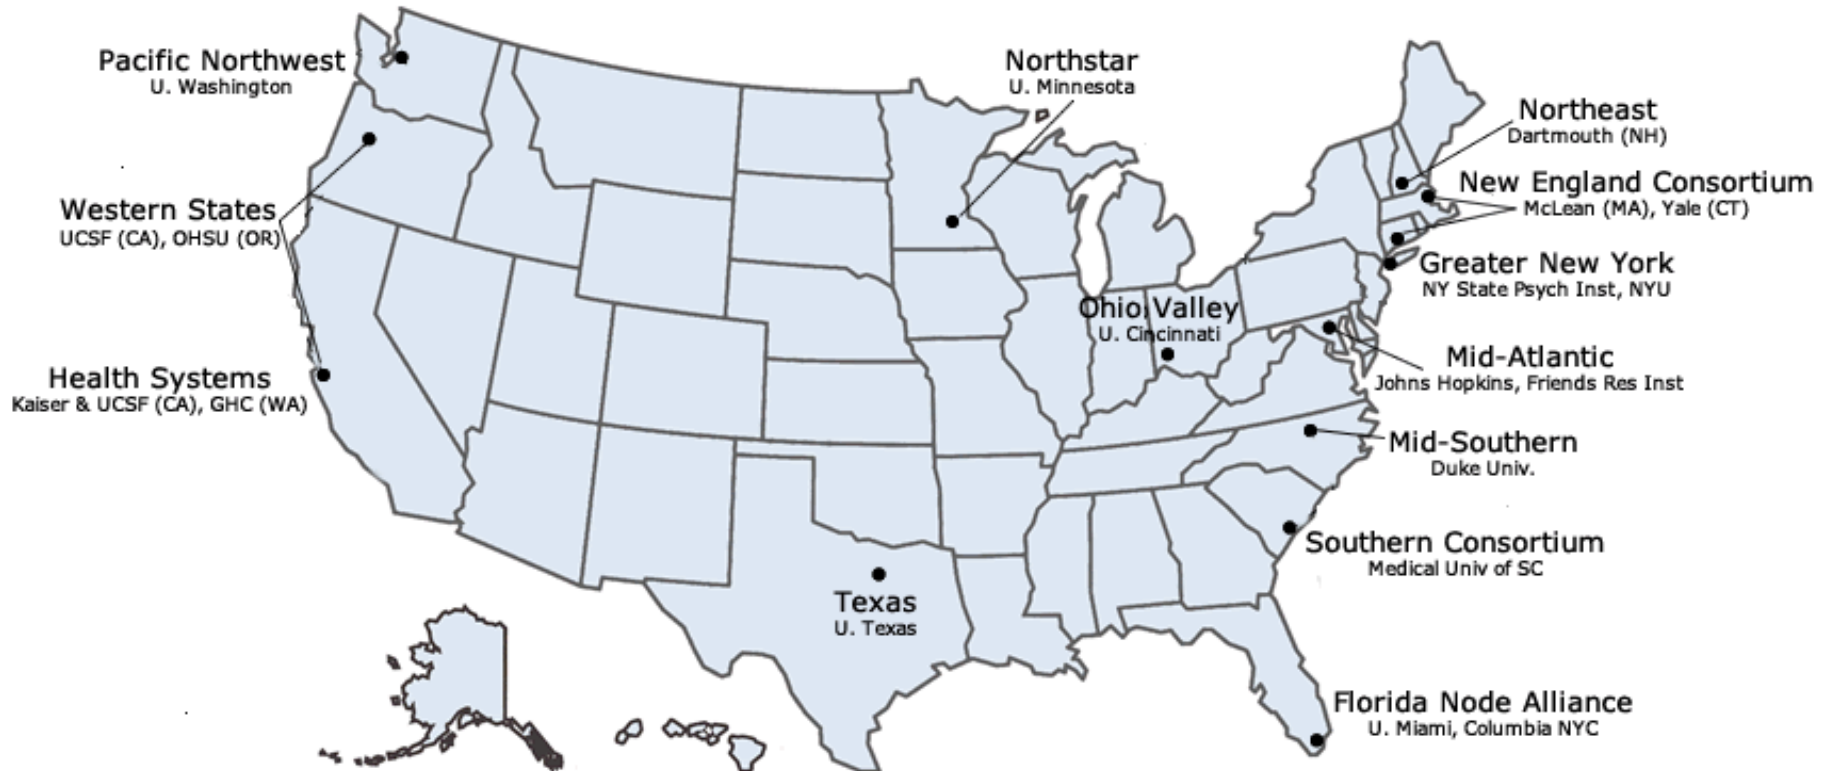 Pacific Northwest
U. Washington
Northstar
U. Minnesota
Northeast
Dartmouth (NH)
New England Consortium
McLean (MA), Yale (CT)
Western States
UCSF (CA), OHSU (OR)
Greater New York
NY State Psych Inst, NYU
Ohio Valley
U. Cincinnati
Mid-Atlantic
Johns Hopkins, Friends Res Inst
Health Systems
Kaiser & UCSF (CA), GHC (WA)
Mid-Southern
Duke Univ.
Southern Consortium
Medical Univ of SC
Texas
U. Texas
Florida Node Alliance
U. Miami, Columbia NYC